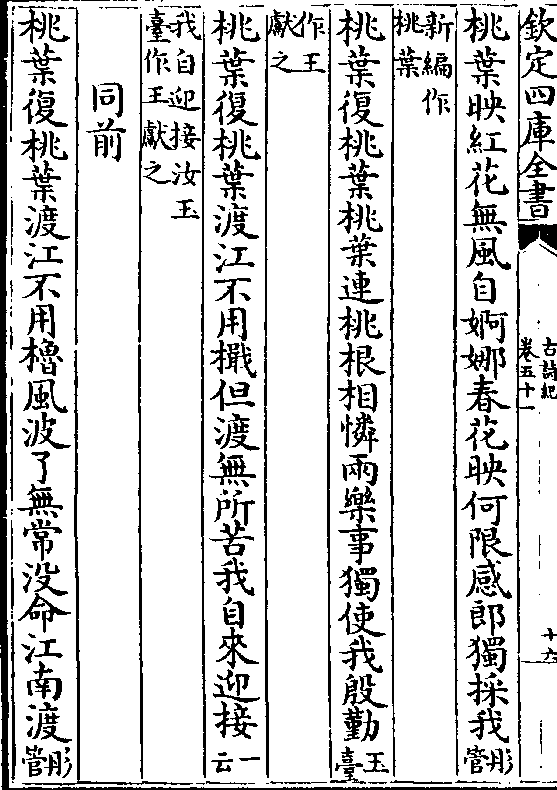 欽定四庫全書
古詩紀
卷五十一
十六
桃葉映紅花無風自婀娜春花映何限感郎獨採我彤管
新編作
桃葉
桃葉復桃葉桃葉連桃根相憐兩樂事獨使我殷勤玉臺
作王
獻之
桃葉復桃葉渡江不用檝但渡無所苦我自來迎接一云
我自迎接汝玉
臺作王獻之
同前
桃葉復桃葉渡江不用櫓風波了無常没命江南渡彤管